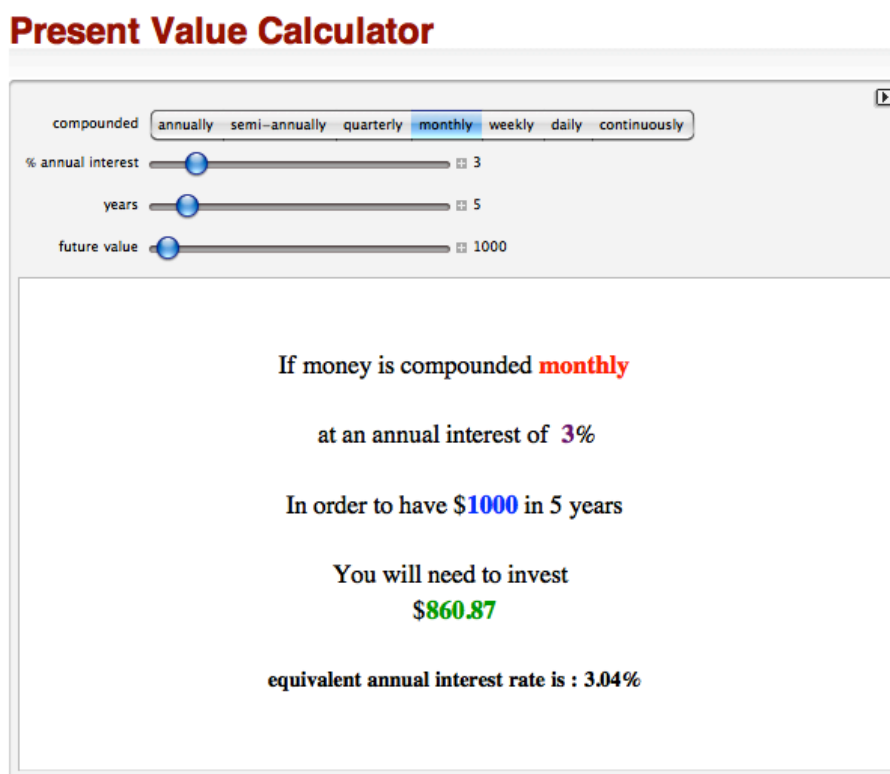 Present Value Calculator
compounded annually semi-annually quarterly monthly weekly daily continuously
% annual interest 3
years 5
future value 1000
If money is compounded monthly
at an annual interest of 3%
In order to have $1000 in 5 years
You will need to invest
$860.87
equivalent annual interest rate is : 3.04%